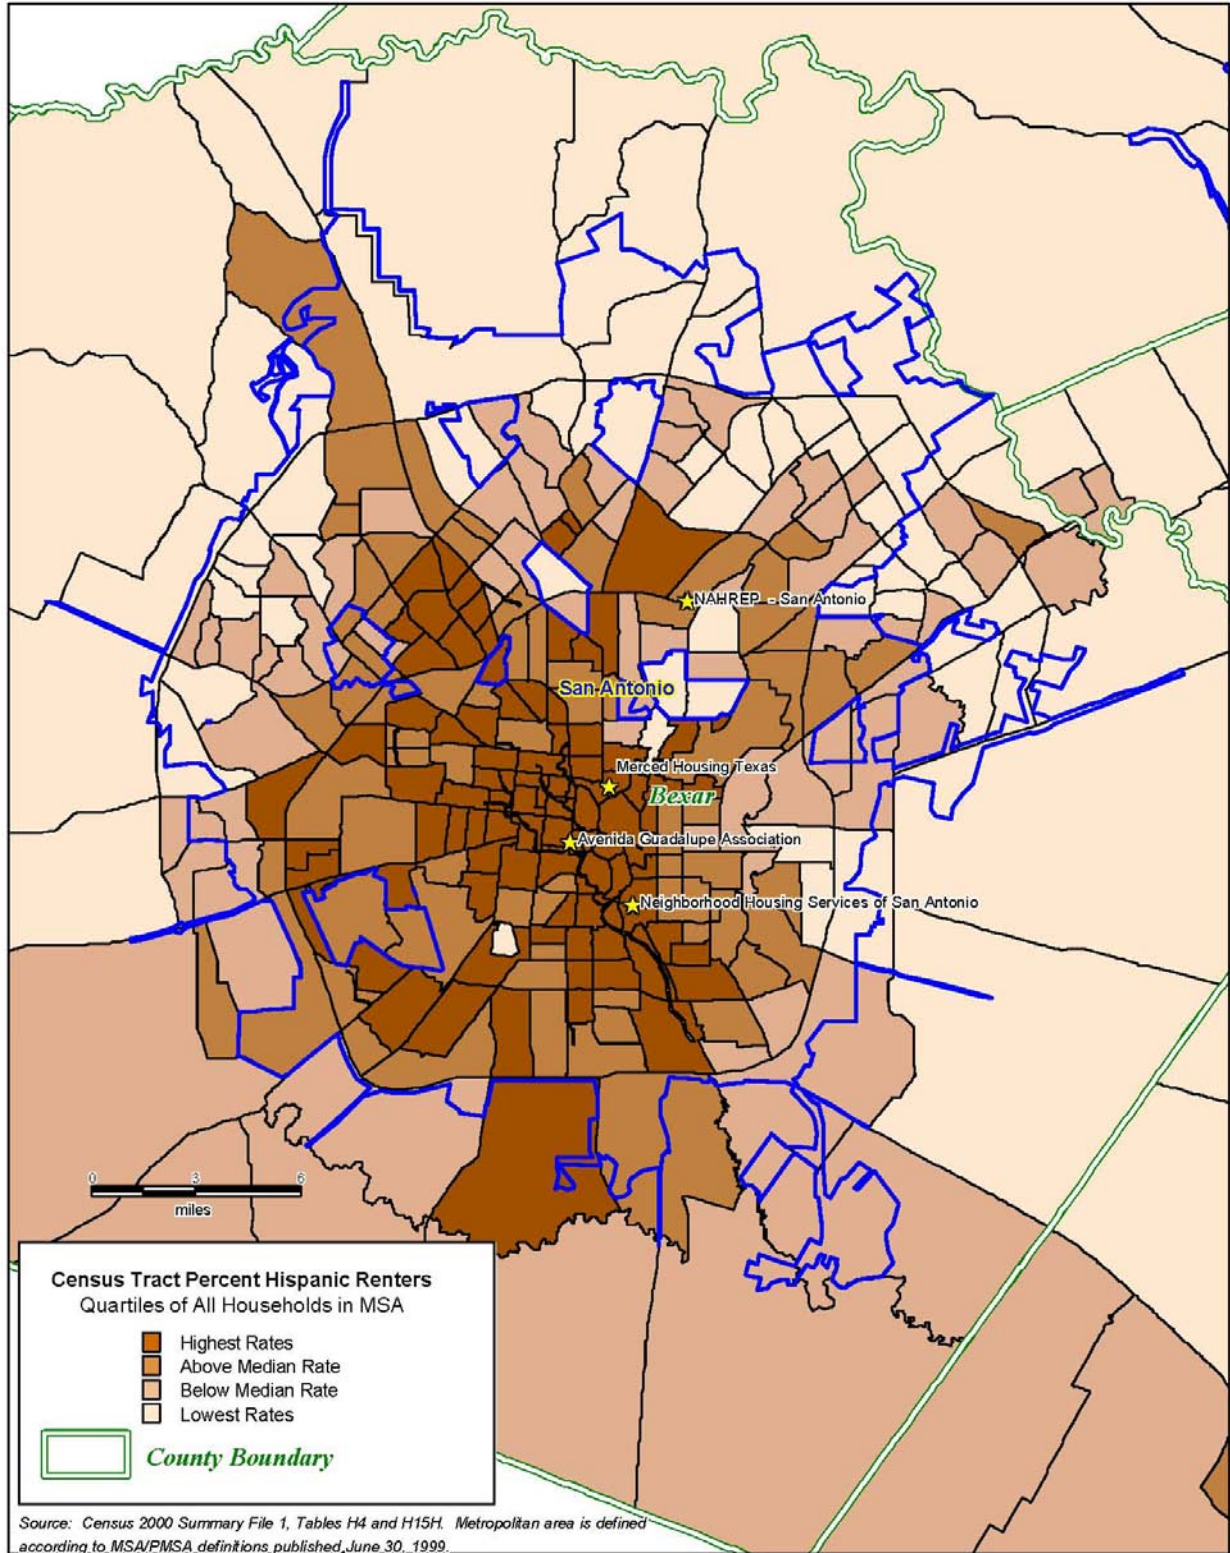 NAHREP - San Antonio
San Antonio
Merced Housing Texas
Bexar
Avenida Guadalupe Association
Neighborhood Housing Services of San Antonio
0 3 6
miles
Census Tract Percent Hispanic Renters
Quartiles of All Households in MSA
Highest Rates
Above Median Rate
Below Median Rate
Lowest Rates
County Boundary
Source: Census 2000 Summary File 1, Tables H4 and H15H. Metropolitan area is defined
according to MSA/PMSA definitions published June 30, 1999.